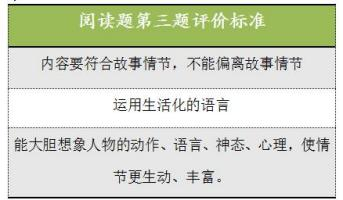 阅读题第三题评价标准
内容要符合故事情节，不能偏离故事情节
运用生活化的语言
能大胆想象人物的动作、语言、神态、心理，使情
节更生动、丰富。